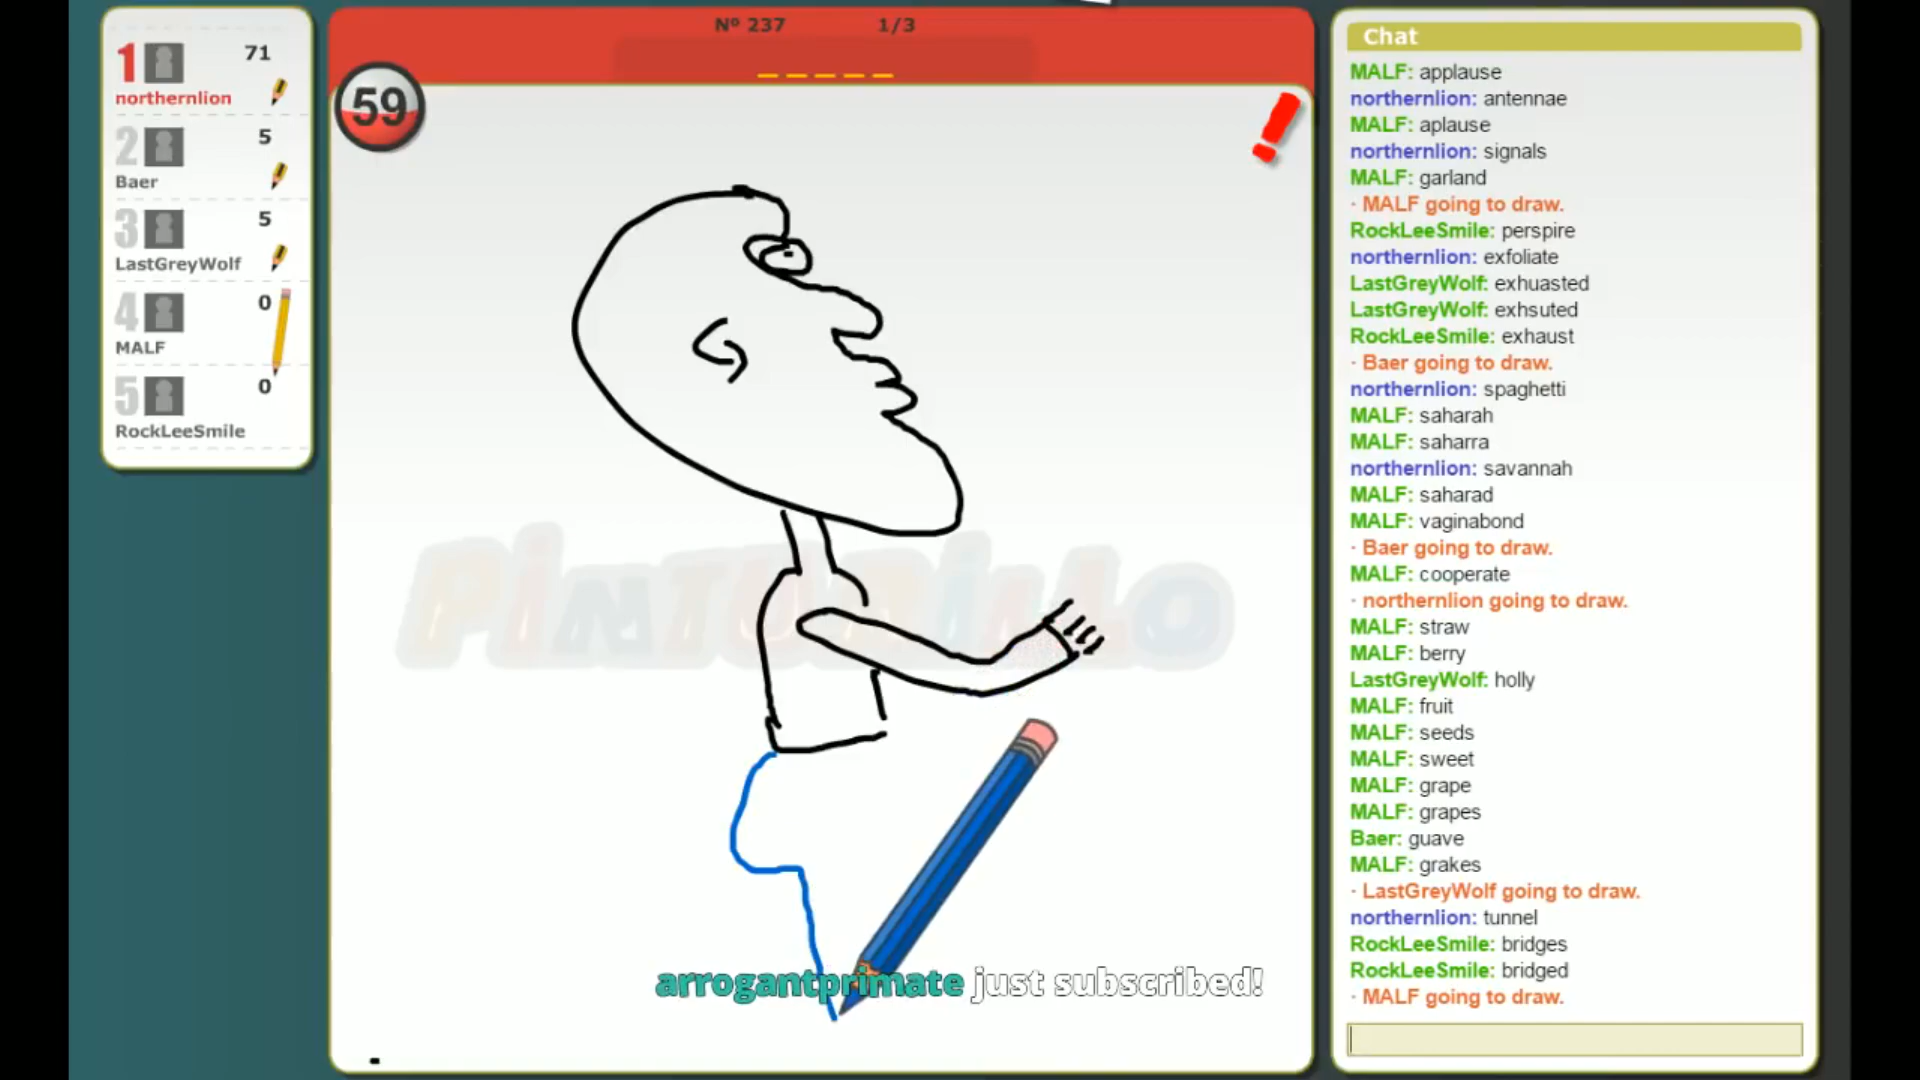 Nº 237 1/3
59
1 71
northernlion
2 5
Baer
3 5
LastGreyWolf
4 0
MALF
5 0
RockLeeSmile
!
PiNTURiLLO
arrogantprimate just subscribed!
Chat
MALF: applause
northernlion: antennae
MALF: aplause
northernlion: signals
MALF: garland
· MALF going to draw.
RockLeeSmile: perspire
northernlion: exfoliate
LastGreyWolf: exhuasted
LastGreyWolf: exhsuted
RockLeeSmile: exhaust
· Baer going to draw.
northernlion: spaghetti
MALF: saharah
MALF: saharra
northernlion: savannah
MALF: saharad
MALF: vaginabond
· Baer going to draw.
MALF: cooperate
· northernlion going to draw.
MALF: straw
MALF: berry
LastGreyWolf: holly
MALF: fruit
MALF: seeds
MALF: sweet
MALF: grape
MALF: grapes
Baer: guave
MALF: grakes
· LastGreyWolf going to draw.
northernlion: tunnel
RockLeeSmile: bridges
RockLeeSmile: bridged
· MALF going to draw.